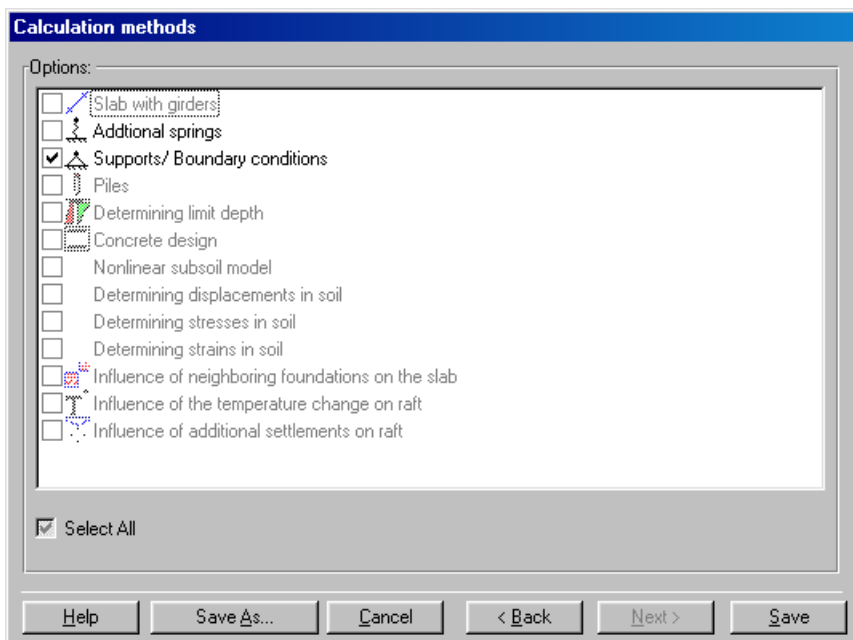 Calculation methods
Options:
Slab with girders
Addtional springs
Supports/ Boundary conditions
Piles
Determining limit depth
Concrete design
Nonlinear subsoil model
Determining displacements in soil
Determining stresses in soil
Determining strains in soil
Influence of neighboring foundations on the slab
Influence of the temperature change on raft
Influence of additional settlements on raft
Select All
Help Save As... Cancel < Back Next > Save